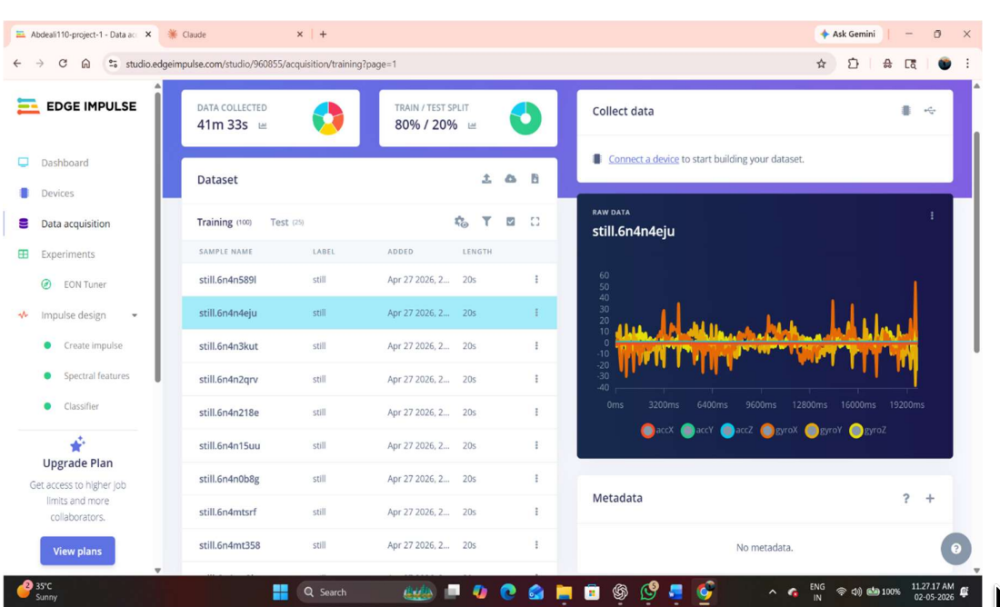 Abdeali110-project-1 - Data ac
Claude
Ask Gemini
studio.edgeimpulse.com/studio/960855/acquisition/training?page=1
EDGE IMPULSE
Dashboard
Devices
Data acquisition
Experiments
EON Tuner
Impulse design
Create impulse
Spectral features
Classifier
Upgrade Plan
Get access to higher job
limits and more
collaborators.
View plans
DATA COLLECTED
41m 33s
TRAIN / TEST SPLIT
80% / 20%
Dataset
Training (100) Test (25)
SAMPLE NAME LABEL ADDED LENGTH
still.6n4n589l still Apr 27 2026, 2... 20s
still.6n4n4eju still Apr 27 2026, 2... 20s
still.6n4n3kut still Apr 27 2026, 2... 20s
still.6n4n2qrv still Apr 27 2026, 2... 20s
still.6n4n218e still Apr 27 2026, 2... 20s
still.6n4n15uu still Apr 27 2026, 2... 20s
still.6n4n0b8g still Apr 27 2026, 2... 20s
still.6n4mtsrf still Apr 27 2026, 2... 20s
still.6n4mt358 still Apr 27 2026, 2... 20s
Collect data
Connect a device to start building your dataset.
RAW DATA
still.6n4n4eju
60
50
40
30
20
10
0
-10
-20
-30
-40
0ms 3200ms 6400ms 9600ms 12800ms 16000ms 19200ms
accX accY accZ gyroX gyroY gyroZ
Metadata
No metadata.
2
35°C
Sunny
Search
ENG
IN
100%
11.27.17 AM
02-05-2026